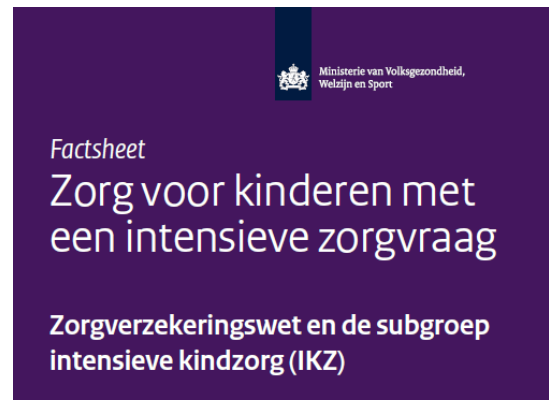 Ministerie van Volksgezondheid,
Welzijn en Sport
Factsheet
Zorg voor kinderen met
een intensieve zorgvraag
Zorgverzekeringswet en de subgroep
intensieve kindzorg (IKZ)